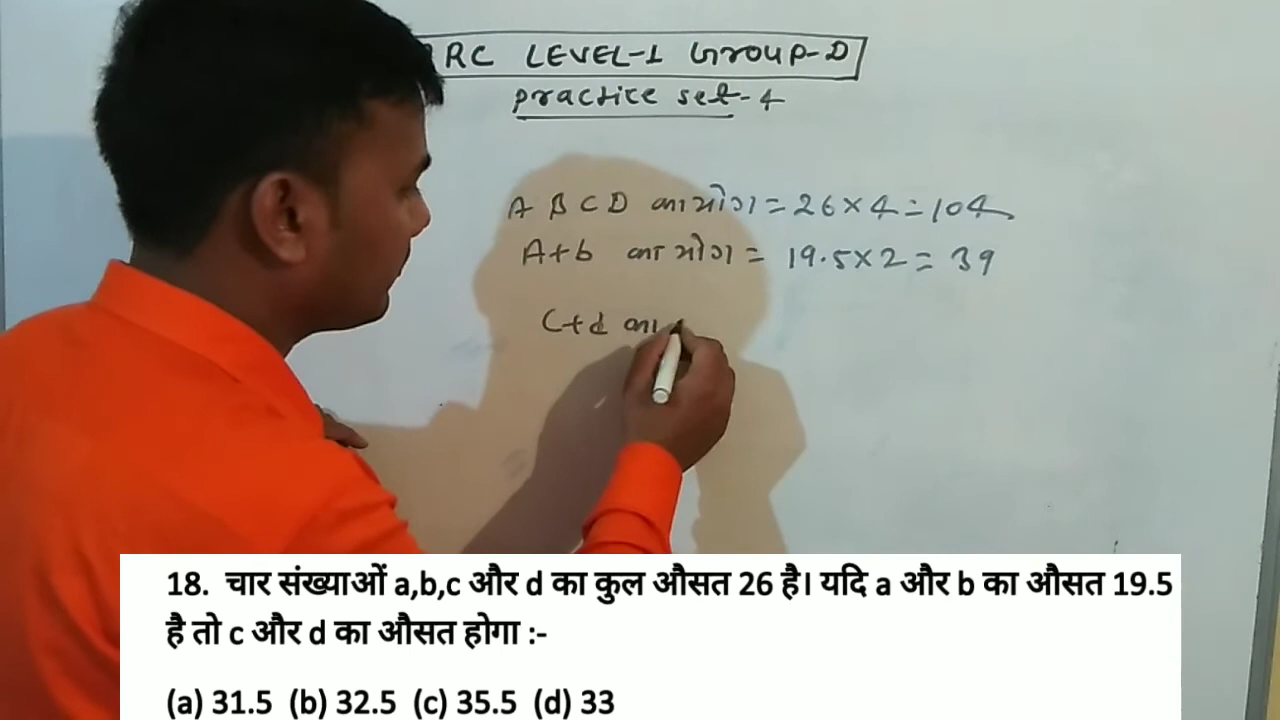 RRC LEVEL-1 Group-D
practice set-4
A B C D का योग = 26×4 = 104
A+b का योग = 19.5×2 = 39
C+d का
18. चार संख्याओं a,b,c और d का कुल औसत 26 है। यदि a और b का औसत 19.5
है तो c और d का औसत होगा :-
(a) 31.5 (b) 32.5 (c) 35.5 (d) 33